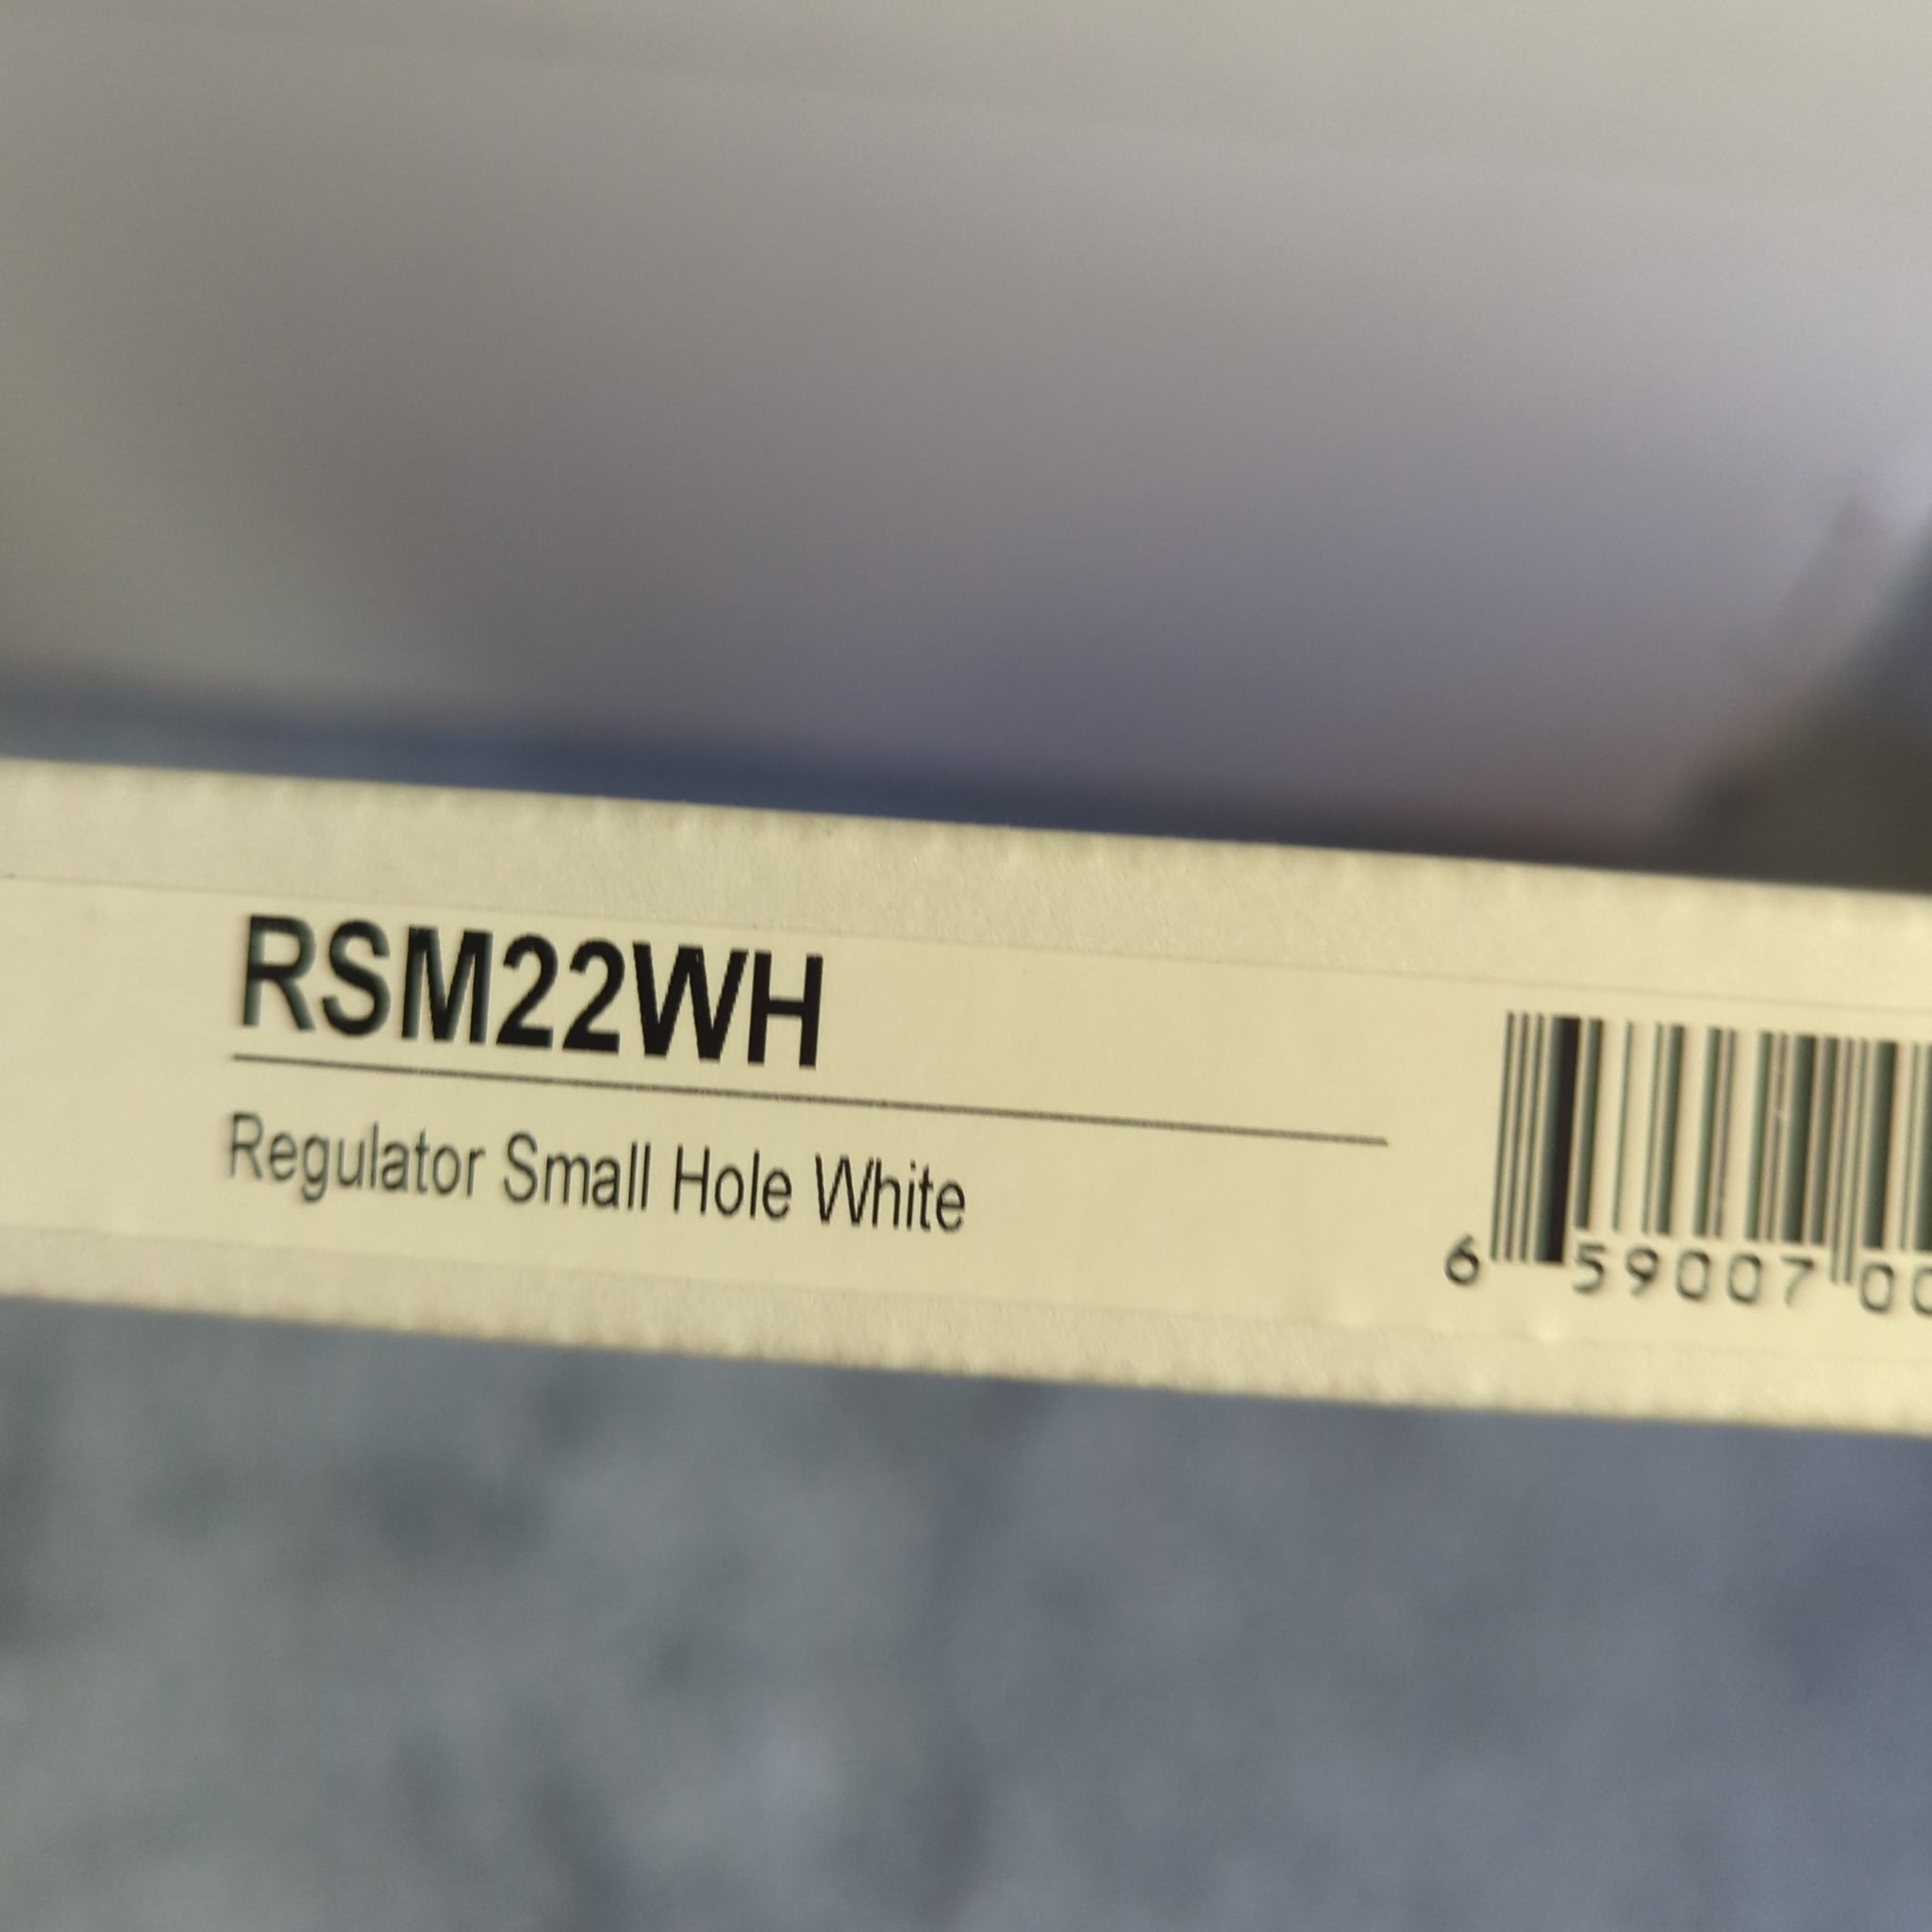 RSM22WH
Regulator Small Hole White
6 59007 00